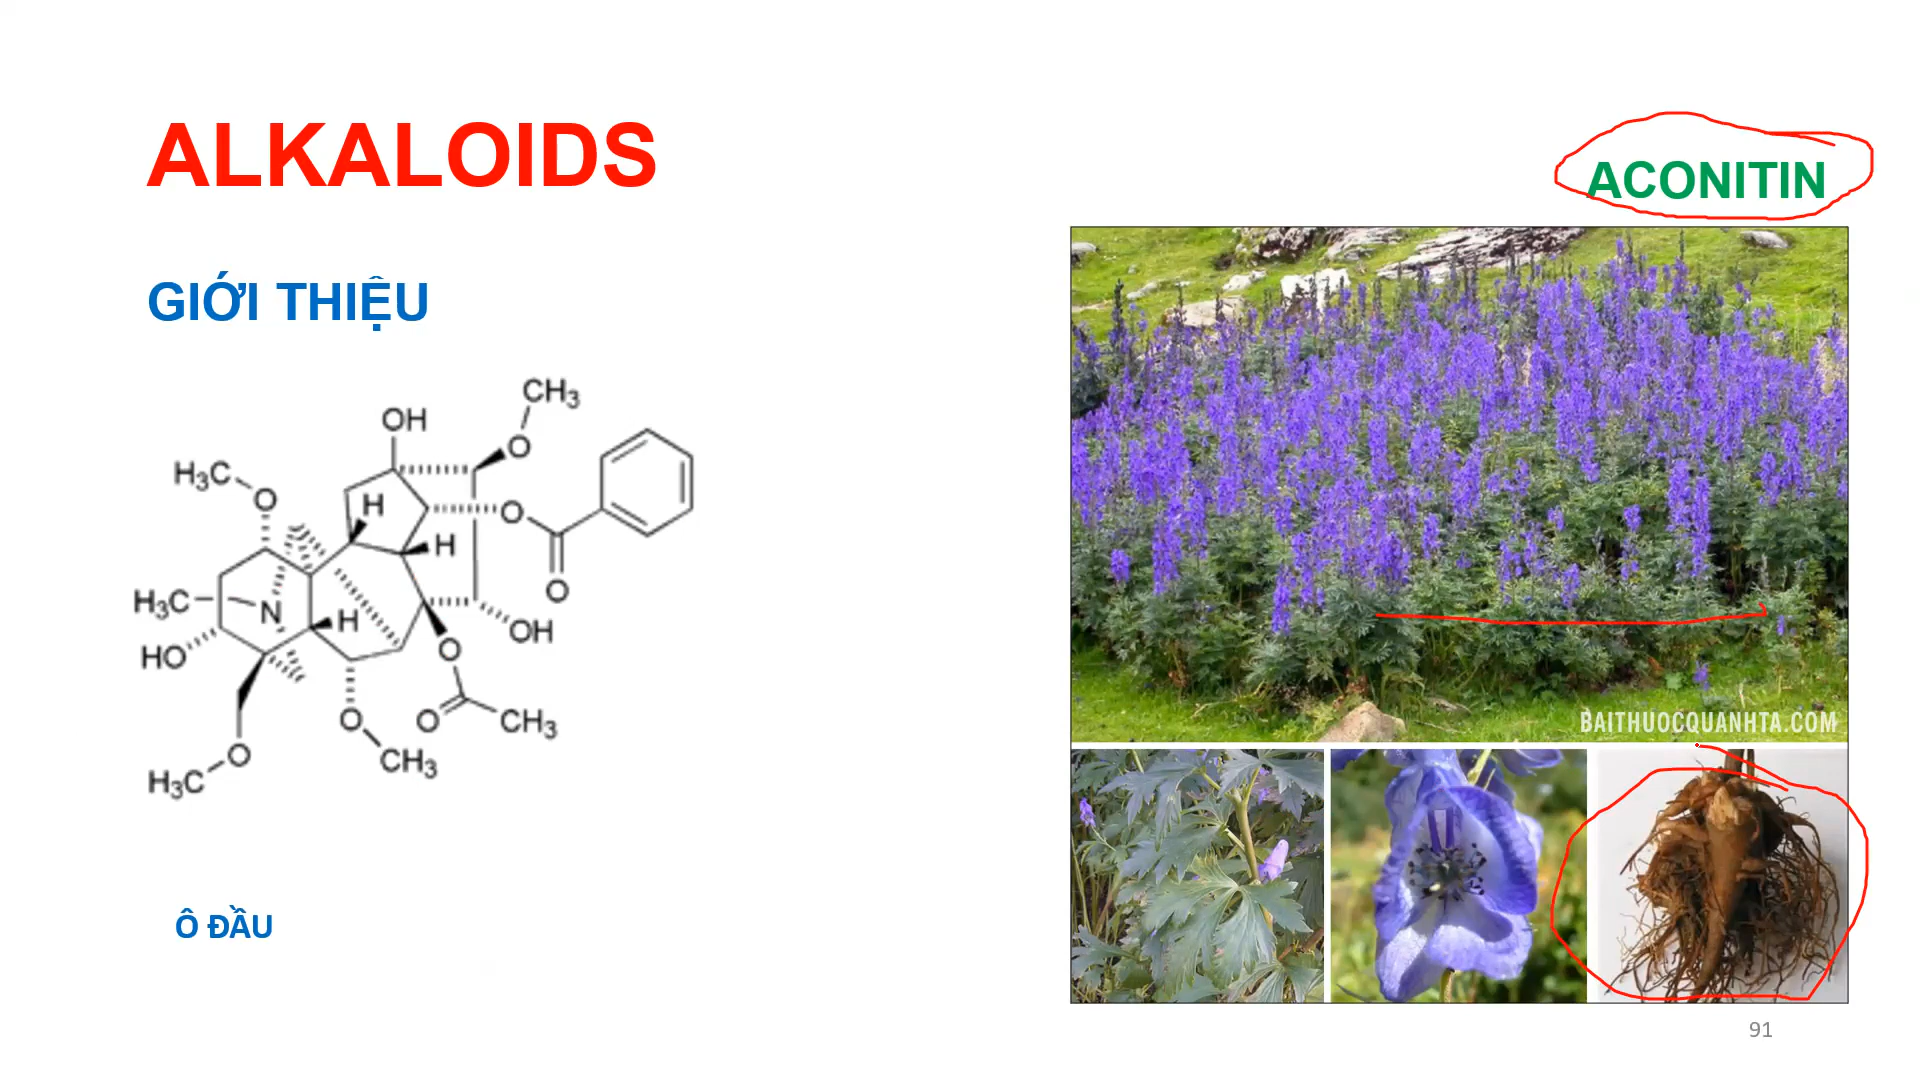 ALKALOIDS
ACONITIN
GIỚI THIỆU
CH₃
OH
O
H₃C
O
H
O
H
O
H₃C
N
H
HO
OH
O
O
O
CH₃
O
CH₃
H₃C
BAITHUOCQUANHTA.COM
Ô ĐẦU
91